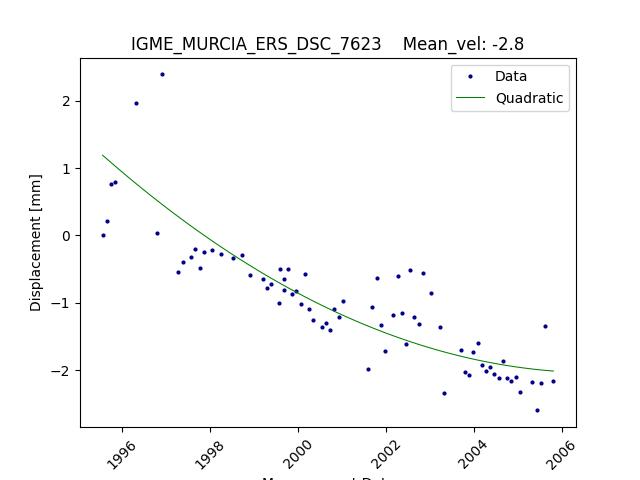 IGME_MURCIA_ERS_DSC_7623    Mean_vel: -2.8
Data
Quadratic
Displacement [mm]
2
1
0
−1
−2
1996
1998
2000
2002
2004
2006